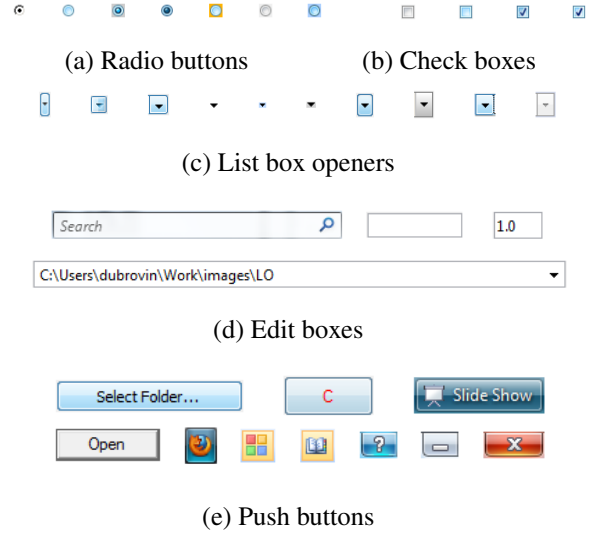 (a) Radio buttons
(b) Check boxes
(c) List box openers
Search
1.0
C:\Users\dubrovin\Work\images\LO
(d) Edit boxes
Select Folder...
C
Slide Show
Open
?
(e) Push buttons